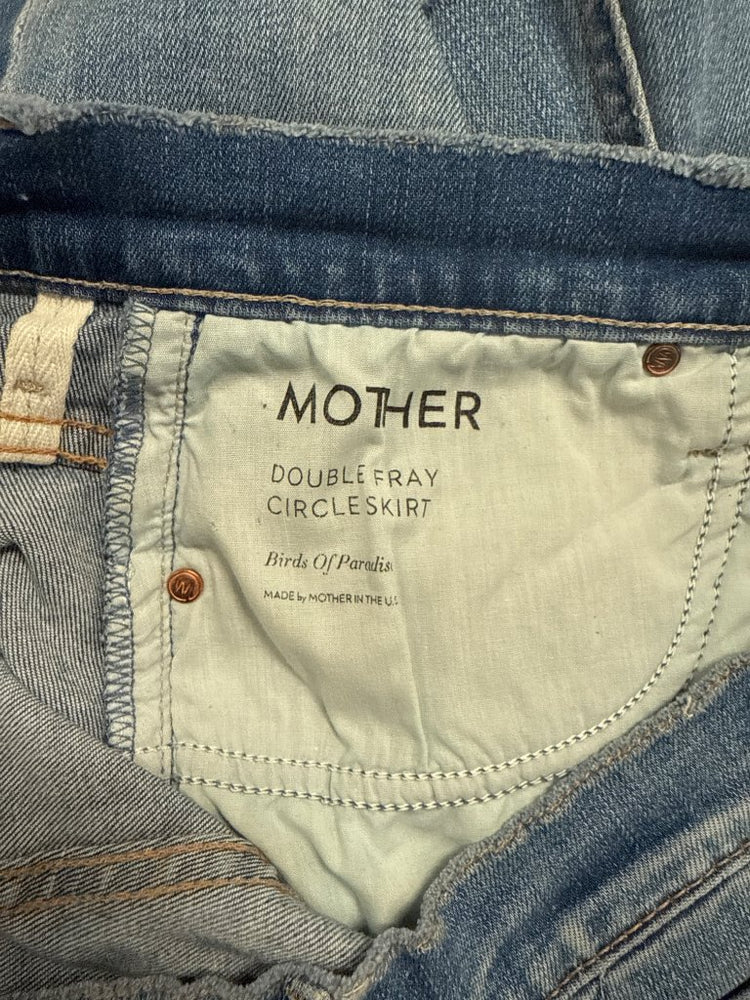 MOTHER
DOUBLE FRAY
CIRCLE SKIRT
Birds Of Paradis
MADE by MOTHER IN THE U.S